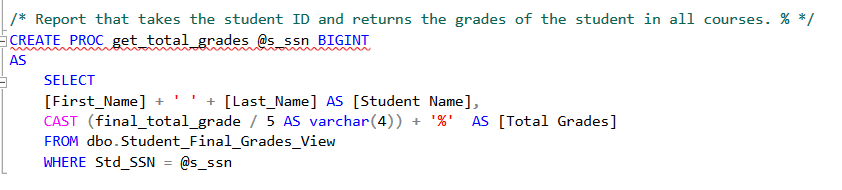 /* Report that takes the student ID and returns the grades of the student in all courses. % */
CREATE PROC get_total_grades @s_ssn BIGINT
AS
SELECT
[First_Name] + ' ' + [Last_Name] AS [Student Name],
CAST (final_total_grade / 5 AS varchar(4)) + '%'  AS [Total Grades]
FROM dbo.Student_Final_Grades_View
WHERE Std_SSN = @s_ssn